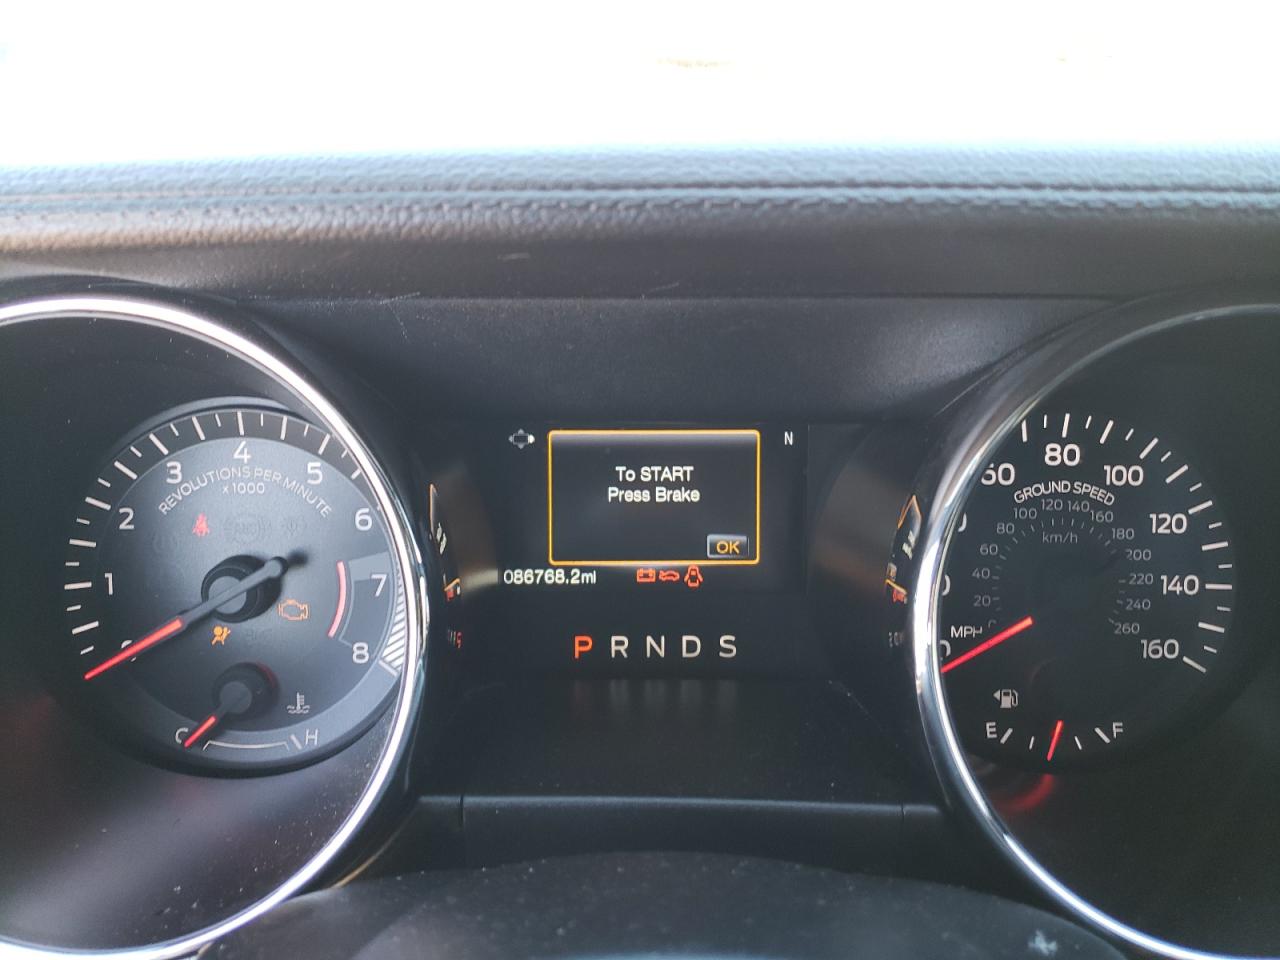 4
3 5
REVOLUTIONS PER MINUTE
x 1000
2 6
1 7
8
C H
N
To START
Press Brake
OK
086768.2mi
P R N D S
80
100
GROUND SPEED
120
140
160
MPH
km/h
20 40 60 80 100 120 140 160 180 200 220 240 260
E F